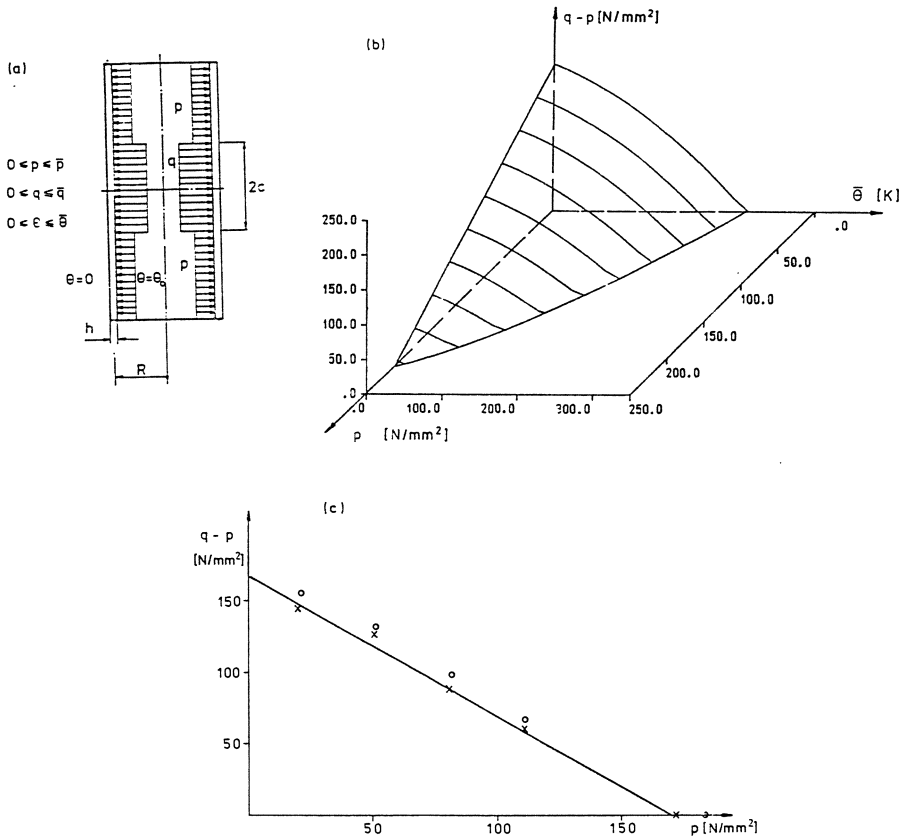 (a)
p
q
2c
0 ≤ p ≤ p̄
0 ≤ q ≤ q̄
0 ≤ ϵ ≤ θ̄
p
θ=0
θ=θ₀
h
R
(b)
q - p [N/mm²]
θ̄ [K]
250.0
200.0
150.0
100.0
50.0
.0
.0
50.0
100.0
150.0
200.0
.0
100.0
200.0
300.0
250.0
p [N/mm²]
(c)
q - p
[N/mm²]
150
100
50
50
100
150
p [N/mm²]